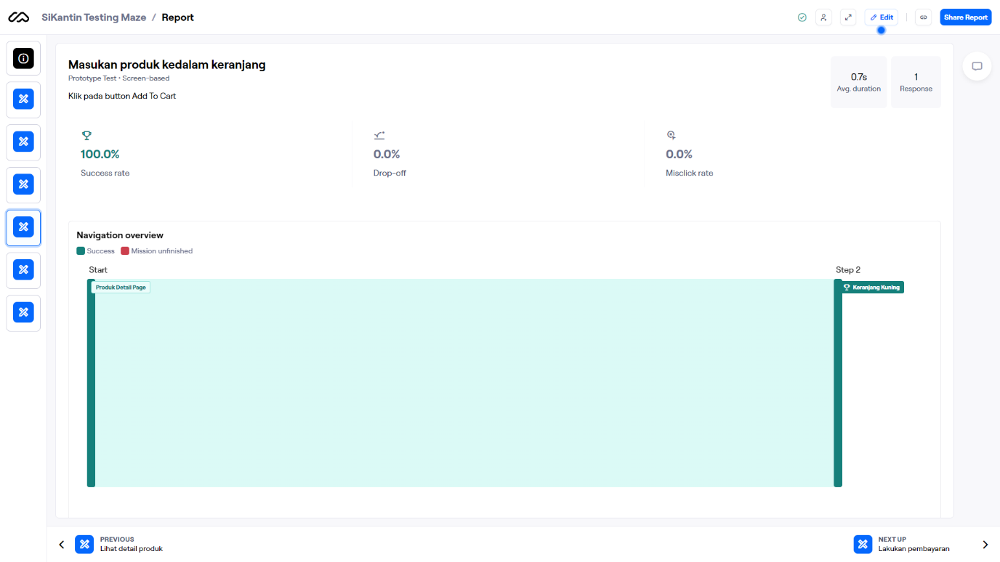 SiKantin Testing Maze / Report
Edit
Share Report
Masukan produk kedalam keranjang
Prototype Test · Screen-based
Klik pada button Add To Cart
0.7s
Avg. duration
1
Response
100.0%
Success rate
0.0%
Drop-off
0.0%
Misclick rate
Navigation overview
Success
Mission unfinished
Start
Step 2
Produk Detail Page
Keranjang Kuning
PREVIOUS
Lihat detail produk
NEXT UP
Lakukan pembayaran